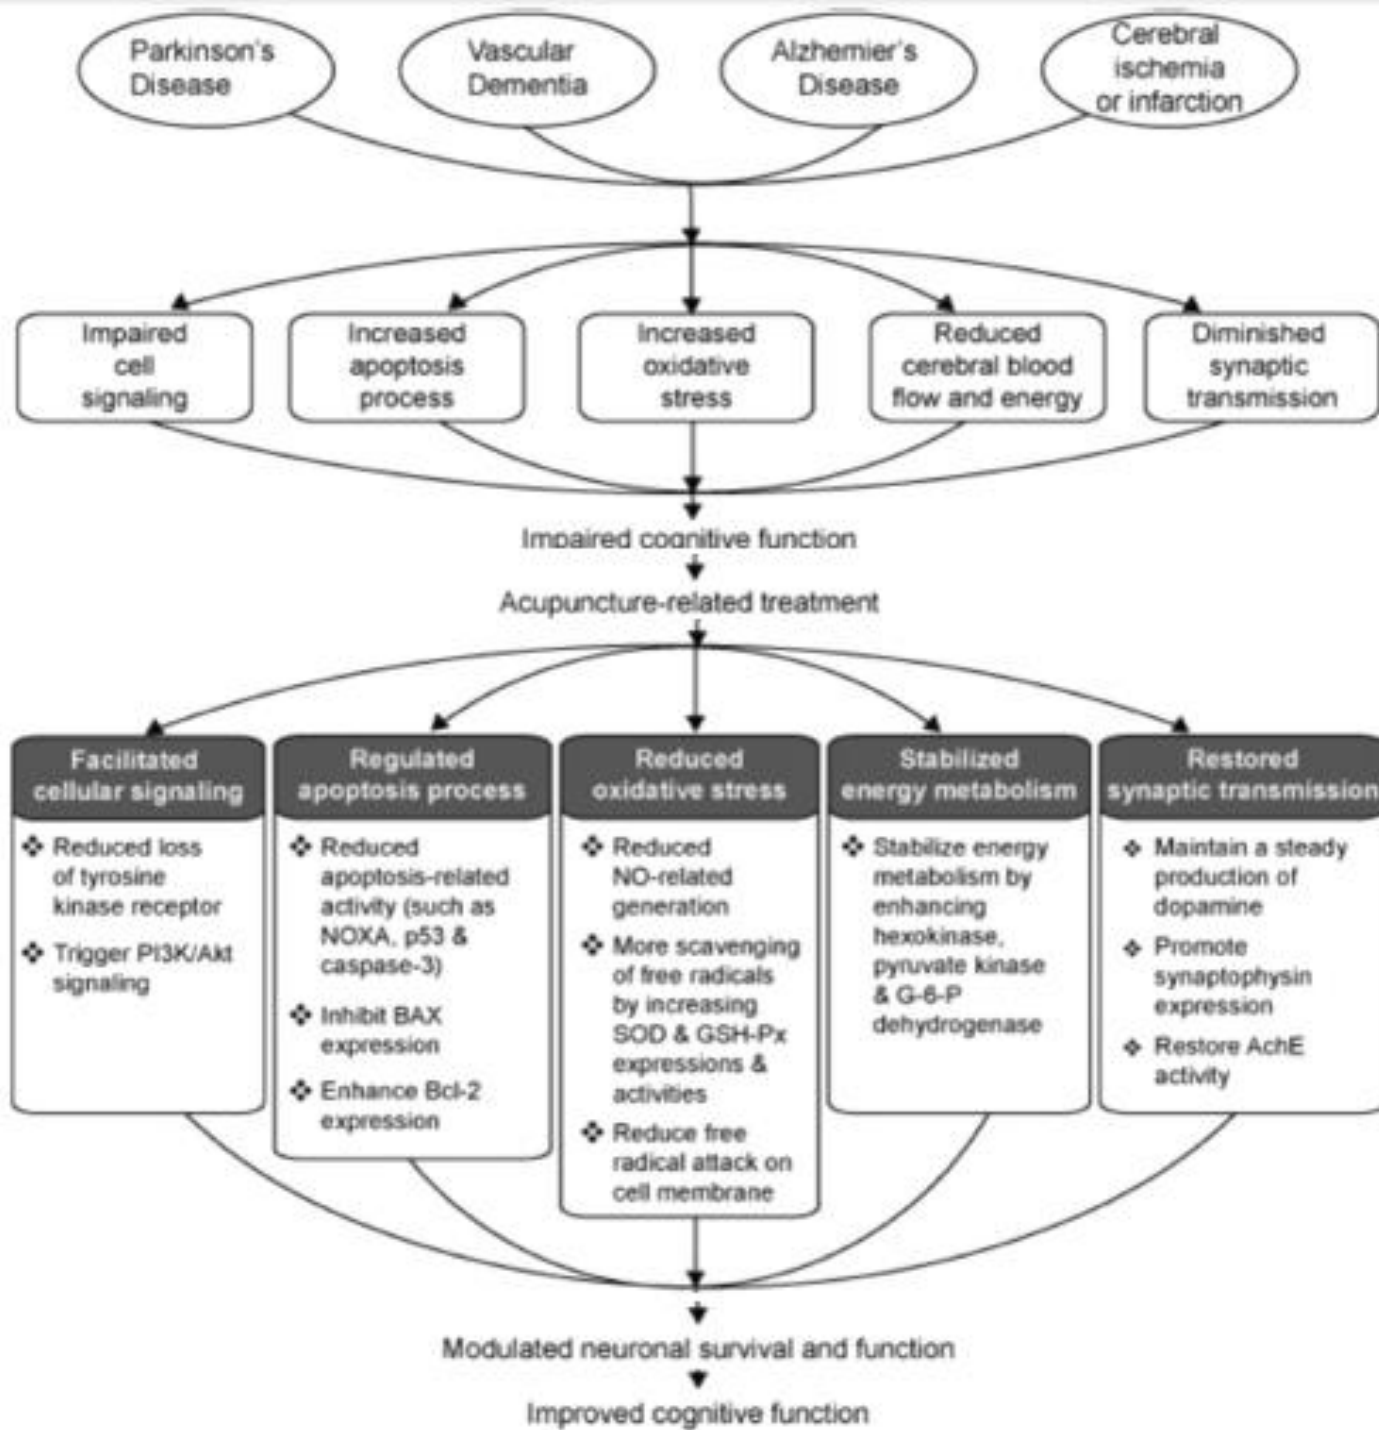 Parkinson's
Disease
Vascular
Dementia
Alzhemier's
Disease
Cerebral
ischemia
or infarction
Impaired
cell
signaling
Increased
apoptosis
process
Increased
oxidative
stress
Reduced
cerebral blood
flow and energy
Diminished
synaptic
transmission
Impaired cognitive function
Acupuncture-related treatment
Facilitated
cellular signaling
❖ Reduced loss
of tyrosine
kinase receptor
❖ Trigger PI3K/Akt
signaling
Regulated
apoptosis process
❖ Reduced
apoptosis-related
activity (such as
NOXA, p53 &
caspase-3)
❖ Inhibit BAX
expression
❖ Enhance Bcl-2
expression
Reduced
oxidative stress
❖ Reduced
NO-related
generation
❖ More scavenging
of free radicals
by increasing
SOD & GSH-Px
expressions &
activities
❖ Reduce free
radical attack on
cell membrane
Stabilized
energy metabolism
❖ Stabilize energy
metabolism by
enhancing
hexokinase,
pyruvate kinase
& G-6-P
dehydrogenase
Restored
synaptic transmission
❖ Maintain a steady
production of
dopamine
❖ Promote
synaptophysin
expression
❖ Restore AchE
activity
Modulated neuronal survival and function
Improved cognitive function